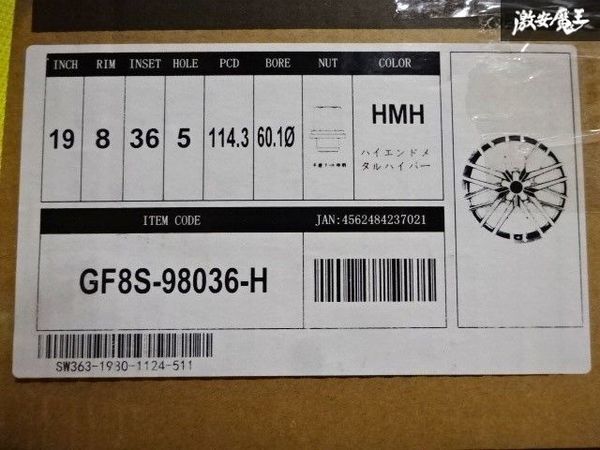 激安魔王
INCH RIM INSET HOLE PCD BORE NUT COLOR
19 8 36 5 114.3 60.1Ø HMH
ハイエンドメ
タルハイパー
ITEM CODE JAN:4562484237021
GF8S-98036-H
SW363-1980-1124-511